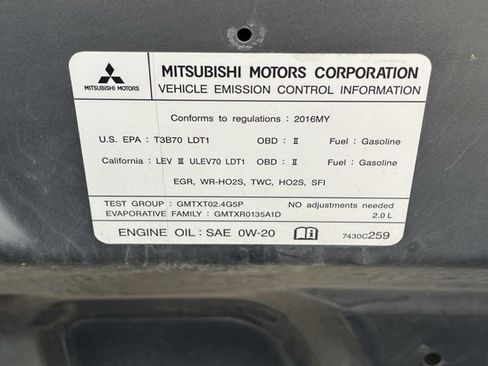 MITSUBISHI MOTORS CORPORATION
MITSUBISHI MOTORS VEHICLE EMISSION CONTROL INFORMATION
Conforms to regulations : 2016MY
U.S. EPA : T3B70 LDT1 OBD : II Fuel : Gasoline
California : LEV III ULEV70 LDT1 OBD : II Fuel : Gasoline
EGR, WR-HO2S, TWC, HO2S, SFI
TEST GROUP : GMTXT02.4G5P NO adjustments needed
EVAPORATIVE FAMILY : GMTXR0135A1D 2.0 L
ENGINE OIL : SAE 0W-20 7430C259